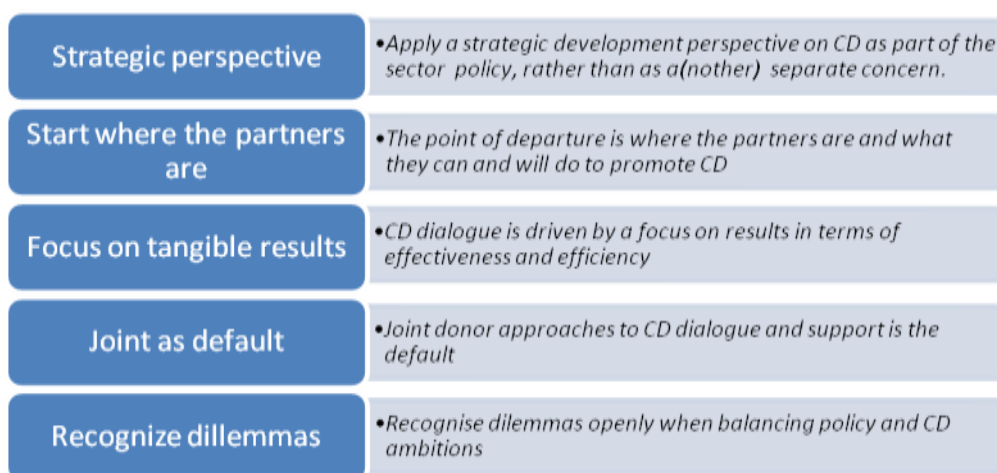 Strategic perspective
•Apply a strategic development perspective on CD as part of the
sector policy, rather than as a(nother) separate concern.
Start where the partners
are
•The point of departure is where the partners are and what
they can and will do to promote CD
Focus on tangible results
•CD dialogue is driven by a focus on results in terms of
effectiveness and efficiency
Joint as default
•Joint donor approaches to CD dialogue and support is the
default
Recognize dillemmas
•Recognise dilemmas openly when balancing policy and CD
ambitions